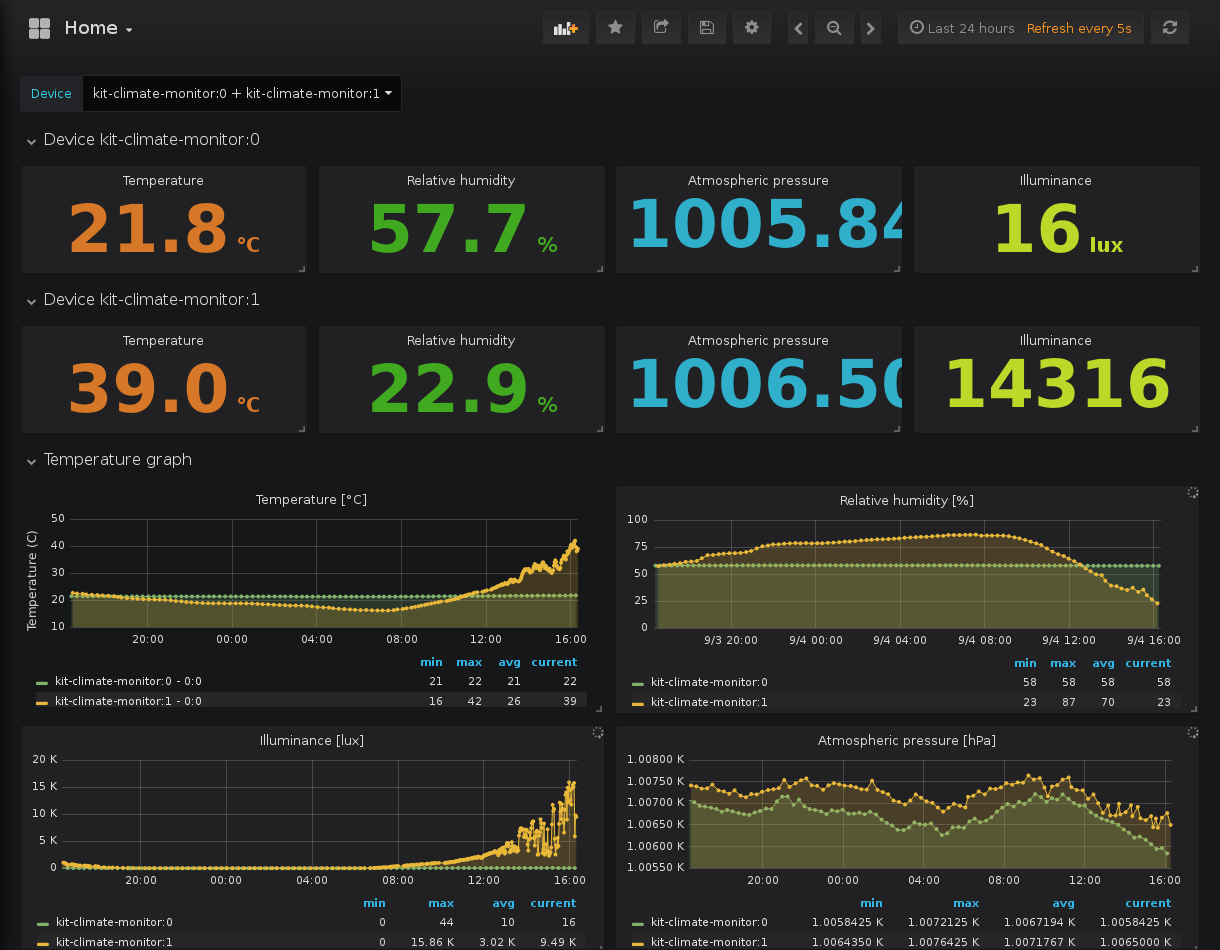 Home
Last 24 hours Refresh every 5s
Device kit-climate-monitor:0 + kit-climate-monitor:1
Device kit-climate-monitor:0
Temperature Relative humidity Atmospheric pressure Illuminance
21.8 °C 57.7 % 1005.84 16 lux
Device kit-climate-monitor:1
Temperature Relative humidity Atmospheric pressure Illuminance
39.0 °C 22.9 % 1006.50 14316
Temperature graph
Temperature [°C]
Temperature (C)
50
40
30
20
10
20:00 00:00 04:00 08:00 12:00 16:00
min max avg current
kit-climate-monitor:0 - 0:0 21 22 21 22
kit-climate-monitor:1 - 0:0 16 42 26 39
Relative humidity [%]
100
75
50
25
0
9/3 20:00 9/4 00:00 9/4 04:00 9/4 08:00 9/4 12:00 9/4 16:00
min max avg current
kit-climate-monitor:0 58 58 58 58
kit-climate-monitor:1 23 87 70 23
Illuminance [lux]
20 K
15 K
10 K
5 K
0
20:00 00:00 04:00 08:00 12:00 16:00
min max avg current
kit-climate-monitor:0 0 44 10 16
kit-climate-monitor:1 0 15.86 K 3.02 K 9.49 K
Atmospheric pressure [hPa]
1.00800 K
1.00750 K
1.00700 K
1.00650 K
1.00600 K
1.00550 K
20:00 00:00 04:00 08:00 12:00 16:00
min max avg current
kit-climate-monitor:0 1.0058425 K 1.0072125 K 1.0067194 K 1.0058425 K
kit-climate-monitor:1 1.0064350 K 1.0076425 K 1.0071767 K 1.0065000 K